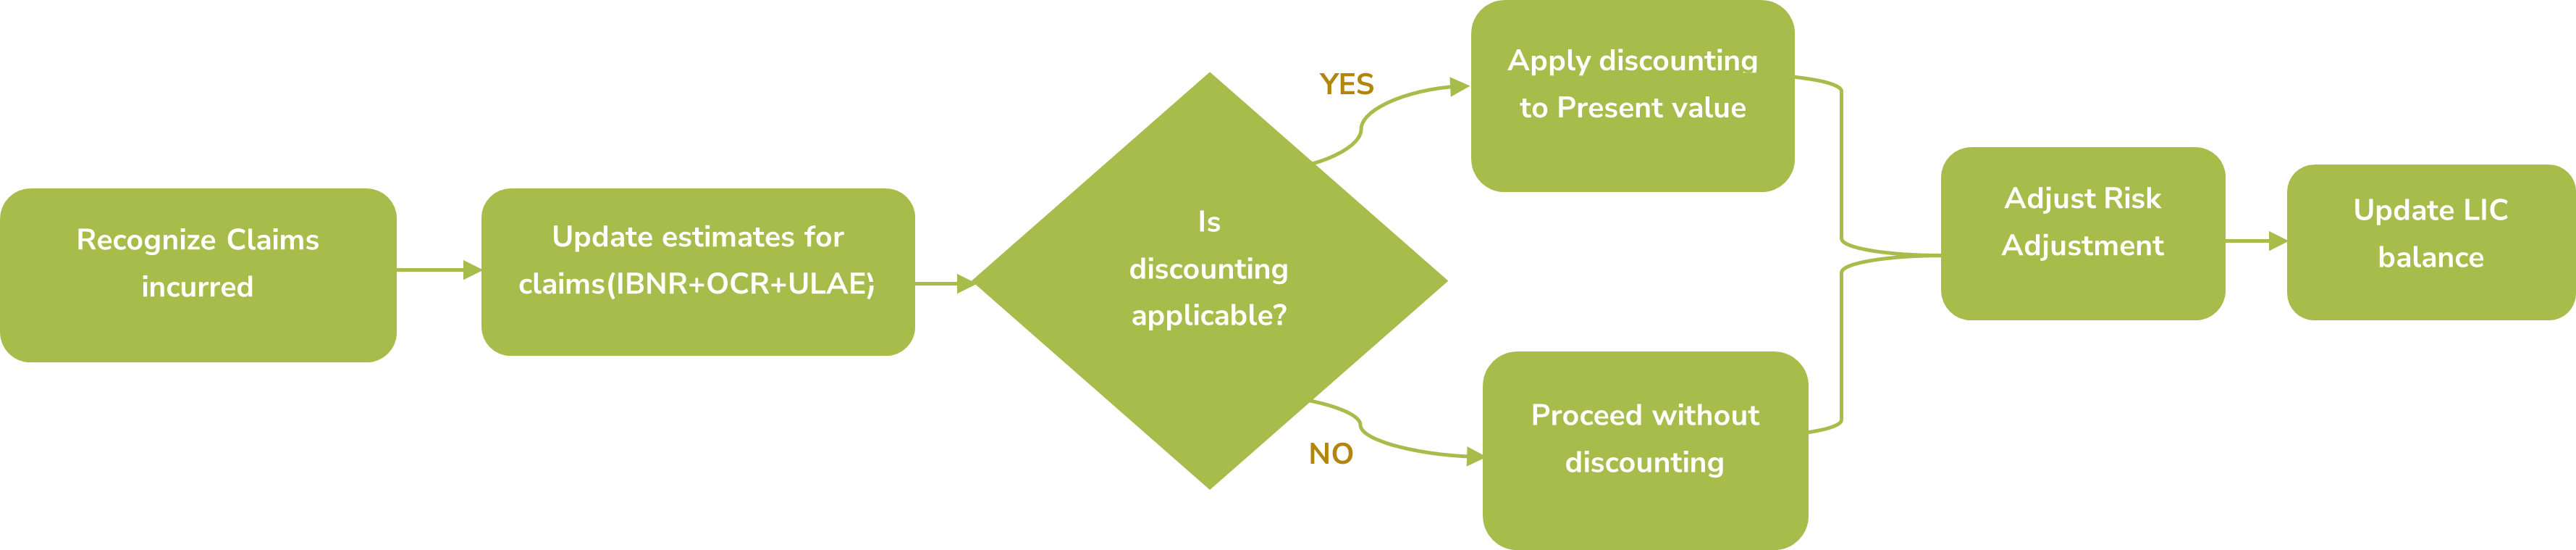 Recognize Claims
incurred
Update estimates for
claims(IBNR+OCR+ULAE)
Is
discounting
applicable?
YES
Apply discounting
to Present value
NO
Proceed without
discounting
Adjust Risk
Adjustment
Update LIC
balance